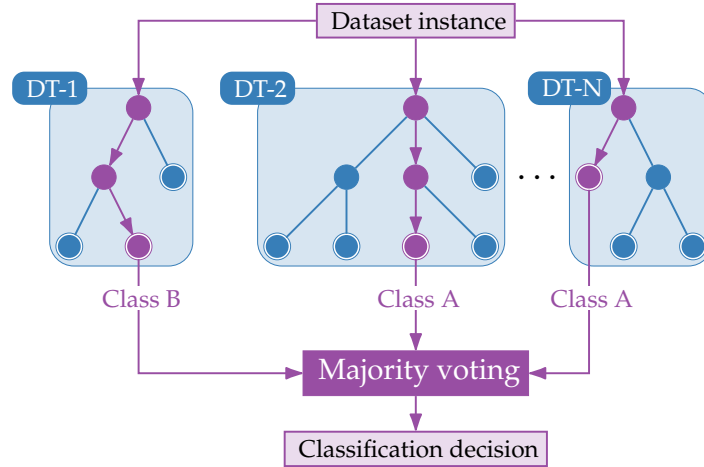 Dataset instance
DT-1
DT-2
DT-N
...
Class B
Class A
Class A
Majority voting
Classification decision